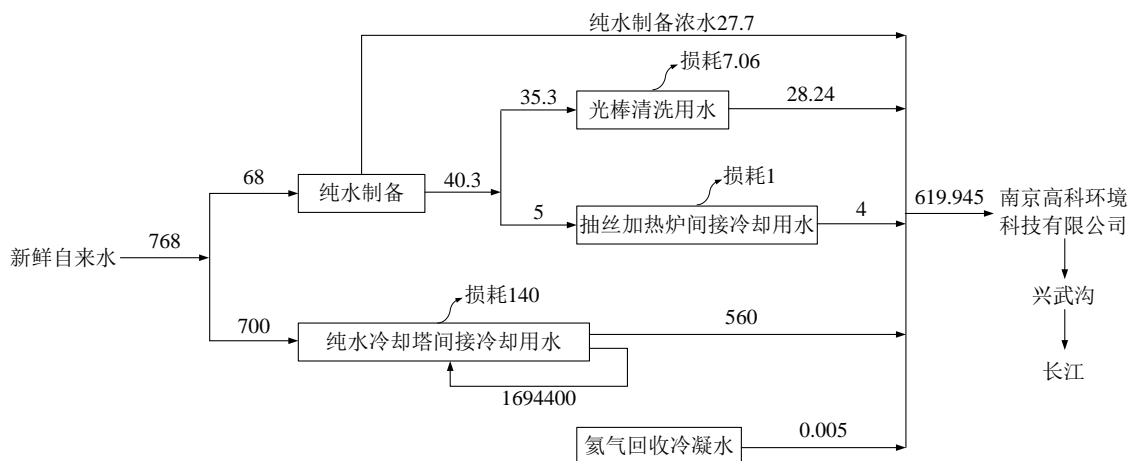 纯水制备浓水27.7
损耗7.06
35.3
光棒清洗用水
28.24
68
纯水制备
40.3
损耗1
5
抽丝加热炉间接冷却用水
4
619.945
南京高科环境
科技有限公司
新鲜自来水
768
兴武沟
损耗140
700
纯水冷却塔间接冷却用水
560
长江
1694400
氦气回收冷凝水
0.005